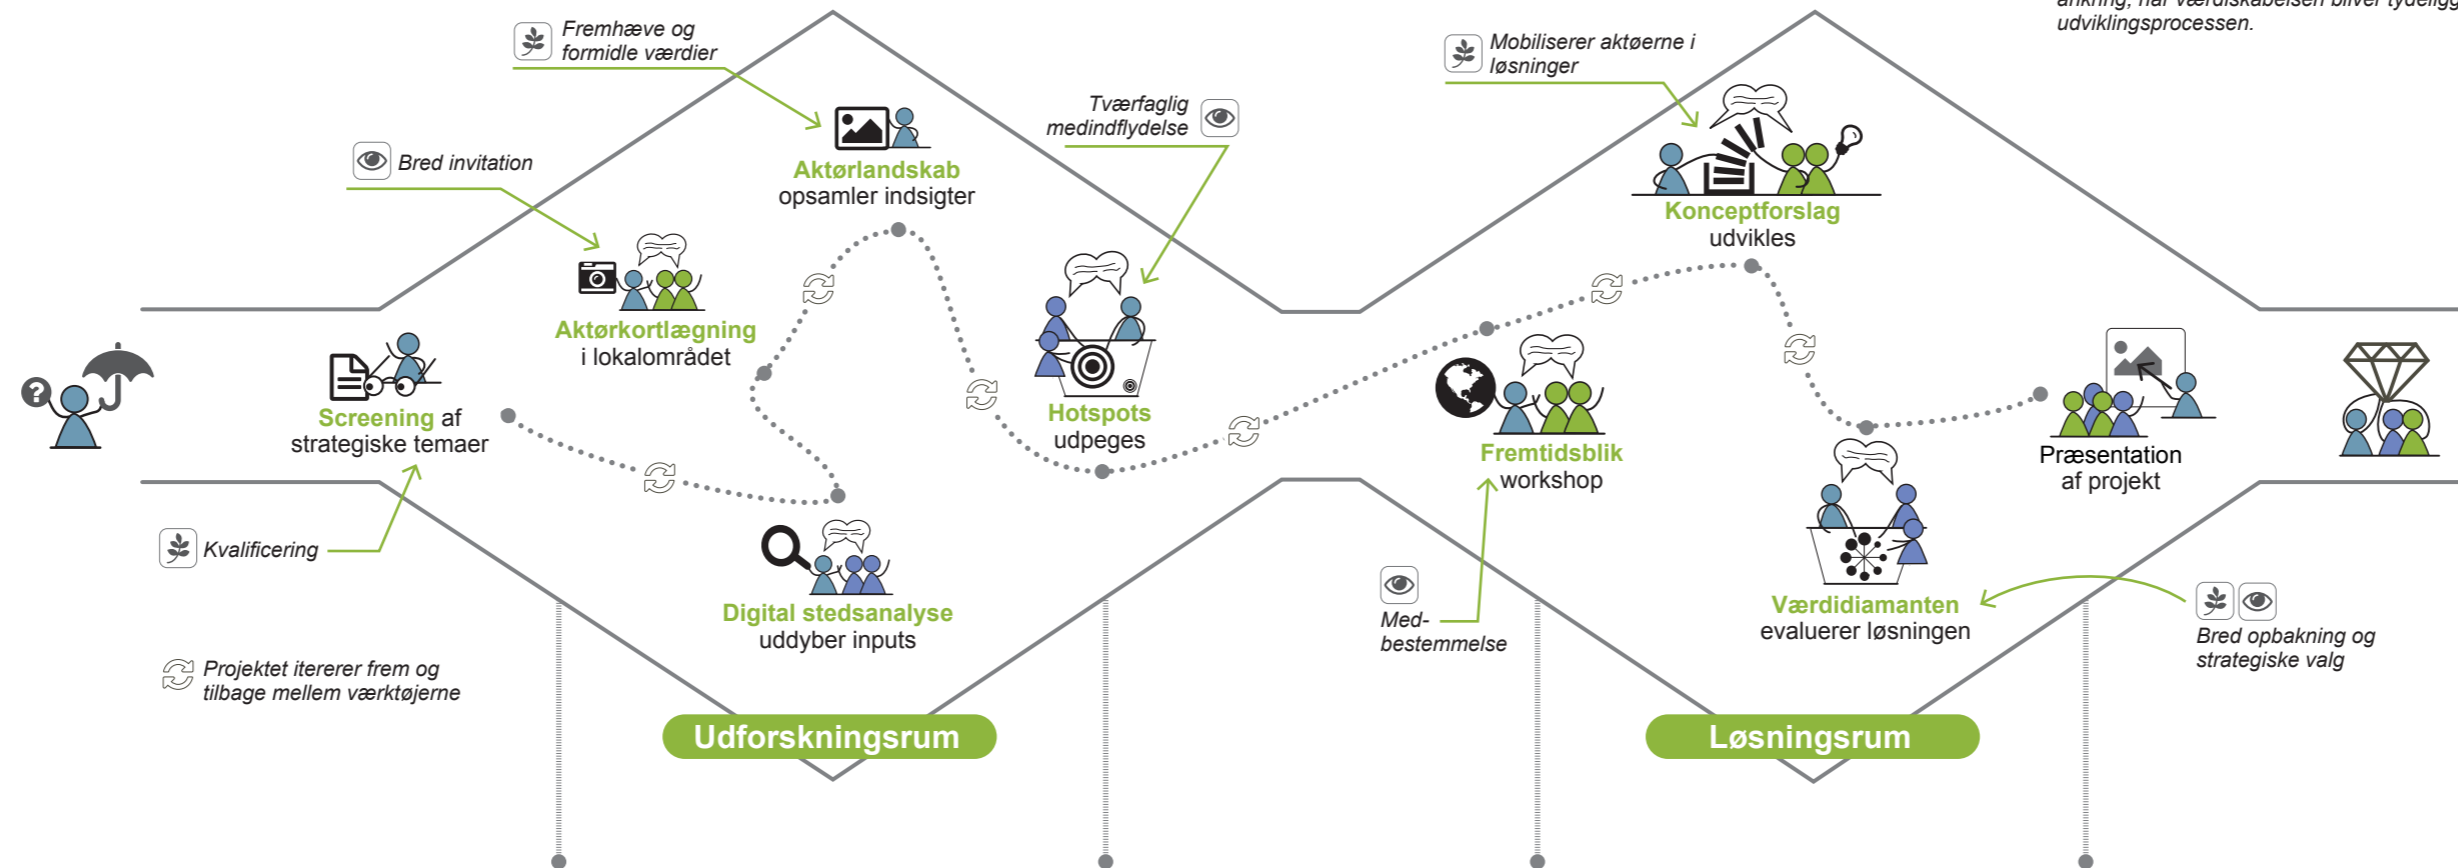 ankring, når værdiskabelsen bliver tydeligg
udviklingsprocessen.
Fremhæve og
formidle værdier
Mobiliserer aktøerne i
løsninger
Tværfaglig
medindflydelse
Bred invitation
Aktørlandskab
opsamler indsigter
Konceptforslag
udvikles
Aktørkortlægning
i lokalområdet
?
Screening af
strategiske temaer
Hotspots
udpeges
Fremtidsblik
workshop
Præsentation
af projekt
Kvalificering
Digital stedsanalyse
uddyber inputs
Med-
bestemmelse
Værdidiamanten
evaluerer løsningen
Bred opbakning og
strategiske valg
Projektet itererer frem og
tilbage mellem værktøjerne
Udforskningsrum
Løsningsrum